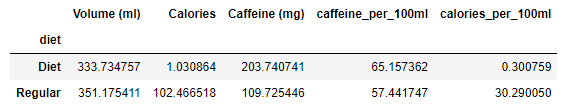 Volume (ml) Calories Caffeine (mg) caffeine_per_100ml calories_per_100ml
diet
Diet 333.734757 1.030864 203.740741 65.157362 0.300759
Regular 351.175411 102.466518 109.725446 57.441747 30.290050